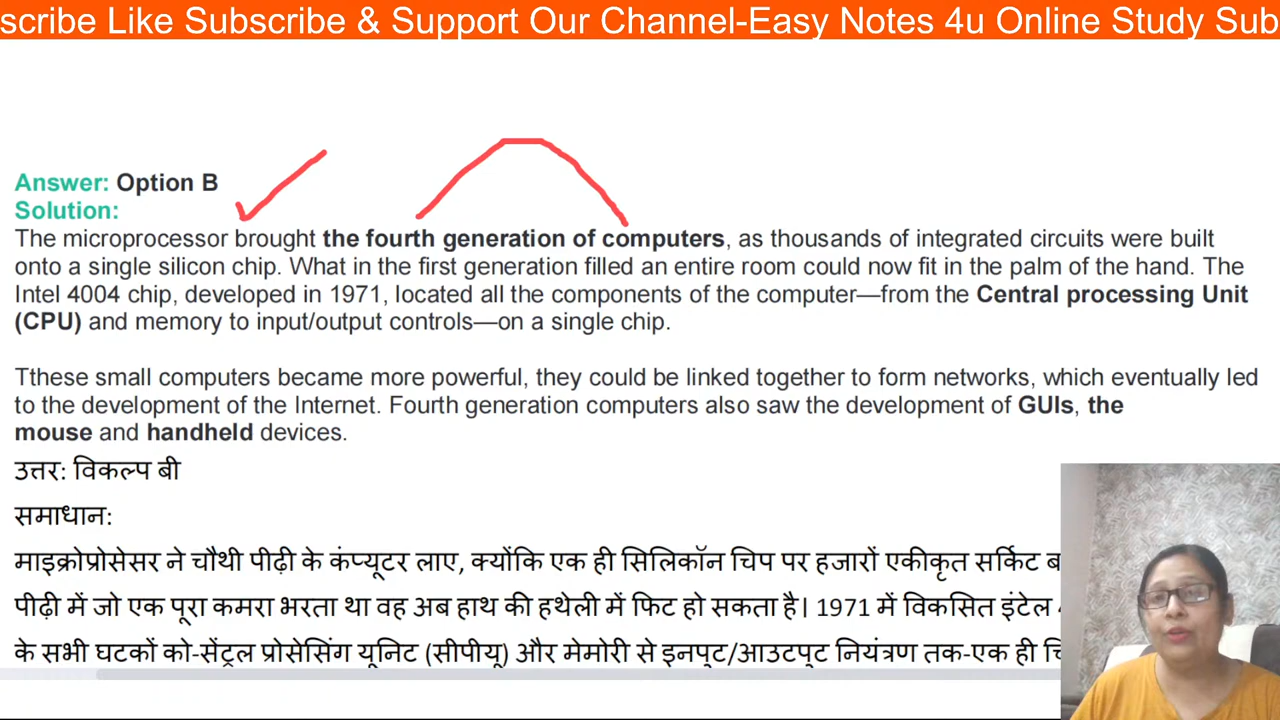 scribe Like Subscribe & Support Our Channel-Easy Notes 4u Online Study Sub
Answer: Option B
Solution:
The microprocessor brought the fourth generation of computers, as thousands of integrated circuits were built
onto a single silicon chip. What in the first generation filled an entire room could now fit in the palm of the hand. The
Intel 4004 chip, developed in 1971, located all the components of the computer—from the Central processing Unit
(CPU) and memory to input/output controls—on a single chip.
Tthese small computers became more powerful, they could be linked together to form networks, which eventually led
to the development of the Internet. Fourth generation computers also saw the development of GUIs, the
mouse and handheld devices.
उत्तर: विकल्प बी
समाधान:
माइक्रोप्रोसेसर ने चौथी पीढ़ी के कंप्यूटर लाए, क्योंकि एक ही सिलिकॉन चिप पर हजारों एकीकृत सर्किट
पीढ़ी में जो एक पूरा कमरा भरता था वह अब हाथ की हथेली में फिट हो सकता है। 1971 में विकसित इंटेल
के सभी घटकों को-सेंट्रल प्रोसेसिंग यूनिट (सीपीयू) और मेमोरी से इनपुट/आउटपुट नियंत्रण तक-एक ही